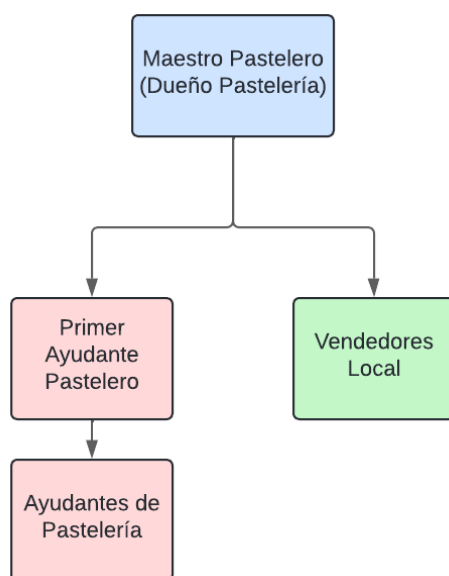 Maestro Pastelero
(Dueño Pastelería)
Primer
Ayudante
Pastelero
Vendedores
Local
Ayudantes de
Pastelería